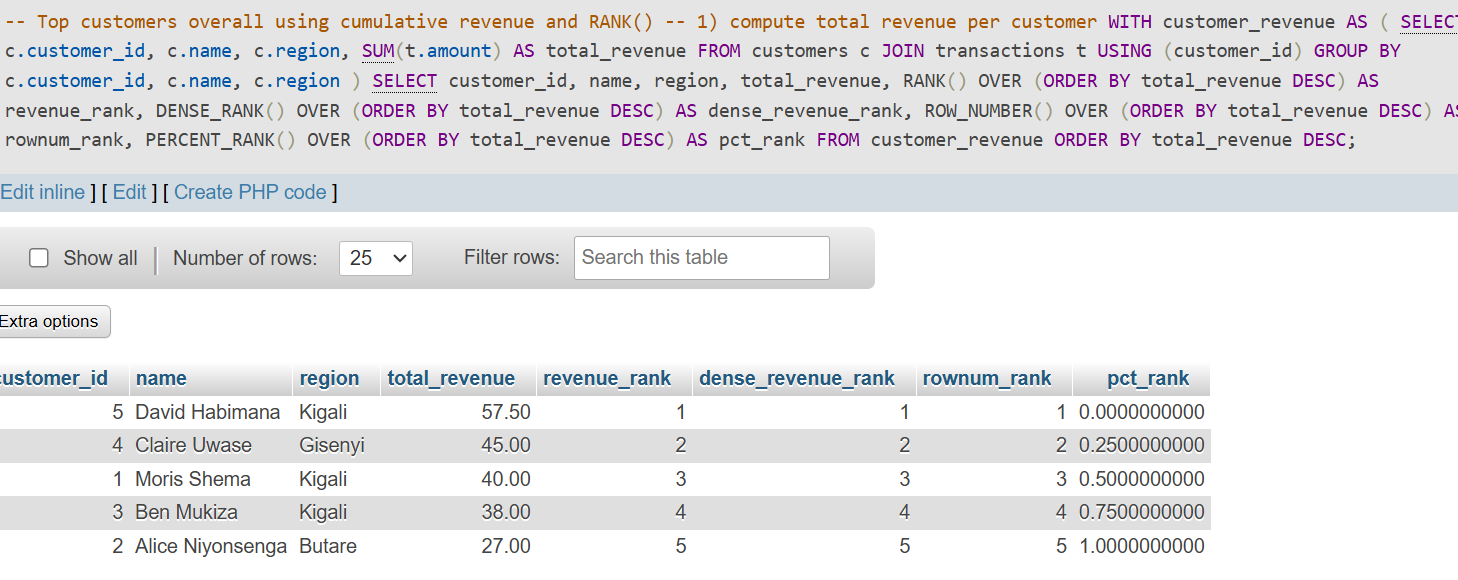 -- Top customers overall using cumulative revenue and RANK() -- 1) compute total revenue per customer WITH customer_revenue AS ( SELECT
c.customer_id, c.name, c.region, SUM(t.amount) AS total_revenue FROM customers c JOIN transactions t USING (customer_id) GROUP BY
c.customer_id, c.name, c.region ) SELECT customer_id, name, region, total_revenue, RANK() OVER (ORDER BY total_revenue DESC) AS
revenue_rank, DENSE_RANK() OVER (ORDER BY total_revenue DESC) AS dense_revenue_rank, ROW_NUMBER() OVER (ORDER BY total_revenue DESC) AS
rownum_rank, PERCENT_RANK() OVER (ORDER BY total_revenue DESC) AS pct_rank FROM customer_revenue ORDER BY total_revenue DESC;
Edit inline ] [ Edit ] [ Create PHP code ]
Show all Number of rows: 25 Filter rows: Search this table
Extra options
customer_id name region total_revenue revenue_rank dense_revenue_rank rownum_rank pct_rank
5 David Habimana Kigali 57.50 1 1 1 0.0000000000
4 Claire Uwase Gisenyi 45.00 2 2 2 0.2500000000
1 Moris Shema Kigali 40.00 3 3 3 0.5000000000
3 Ben Mukiza Kigali 38.00 4 4 4 0.7500000000
2 Alice Niyonsenga Butare 27.00 5 5 5 1.0000000000